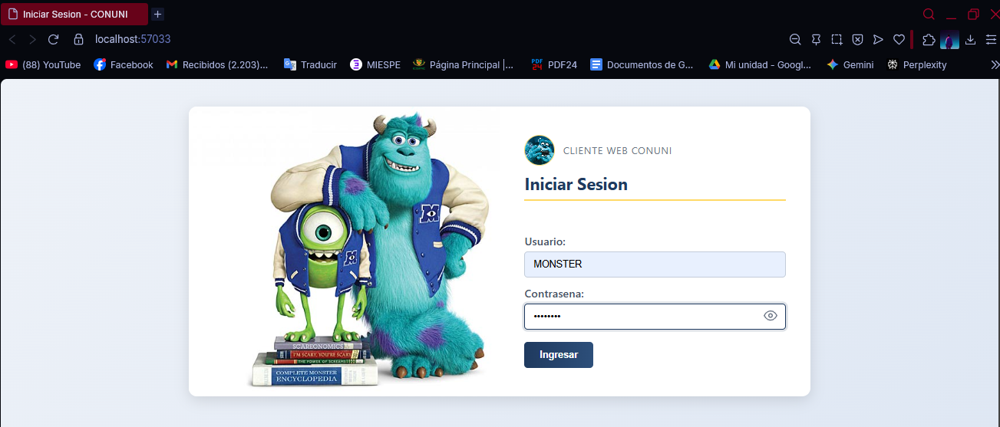 Iniciar Sesion - CONUNI
localhost:57033
(88) YouTube
Facebook
Recibidos (2.203)...
Traducir
MIESPE
Página Principal |...
PDF24
Documentos de G...
Mi unidad - Googl...
Gemini
Perplexity
CLIENTE WEB CONUNI
Iniciar Sesion
Usuario:
MONSTER
Contrasena:
••••••••
Ingresar
M
M
SCAREONOMICS
I'M SCARY, YOU'RE SCARY
THE POWER OF SCREAMS
COMPLETE MONSTER
ENCYCLOPEDIA